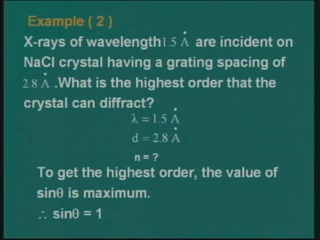 Example ( 2 )
X-rays of wavelength 1.5 Å are incident on
NaCl crystal having a grating spacing of
2.8 Å .What is the highest order that the
crystal can diffract?
λ = 1.5 Å
d = 2.8 Å
n = ?
To get the highest order, the value of
sinθ is maximum.
∴ sinθ = 1